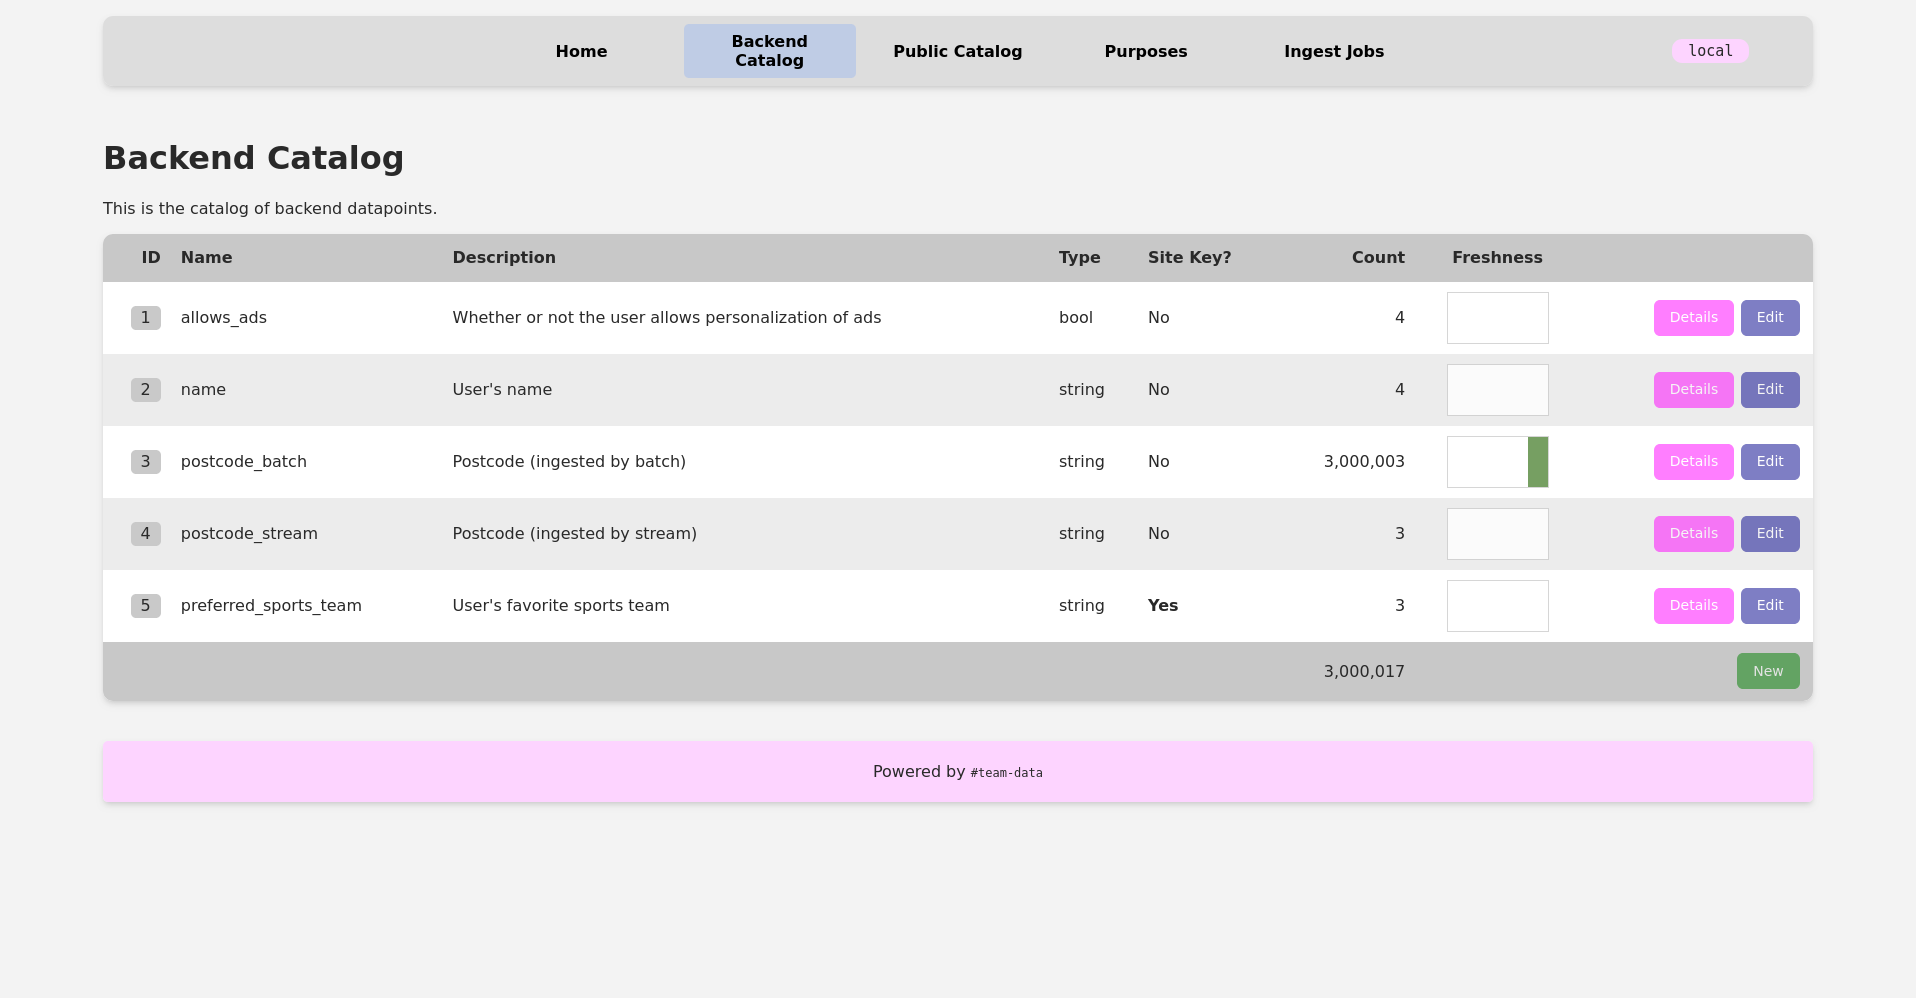 Home
Backend
Catalog
Public Catalog
Purposes
Ingest Jobs
local
Backend Catalog
This is the catalog of backend datapoints.
ID Name Description Type Site Key? Count Freshness
1 allows_ads Whether or not the user allows personalization of ads bool No 4 Details Edit
2 name User's name string No 4 Details Edit
3 postcode_batch Postcode (ingested by batch) string No 3,000,003 Details Edit
4 postcode_stream Postcode (ingested by stream) string No 3 Details Edit
5 preferred_sports_team User's favorite sports team string Yes 3 Details Edit
3,000,017 New
Powered by #team-data